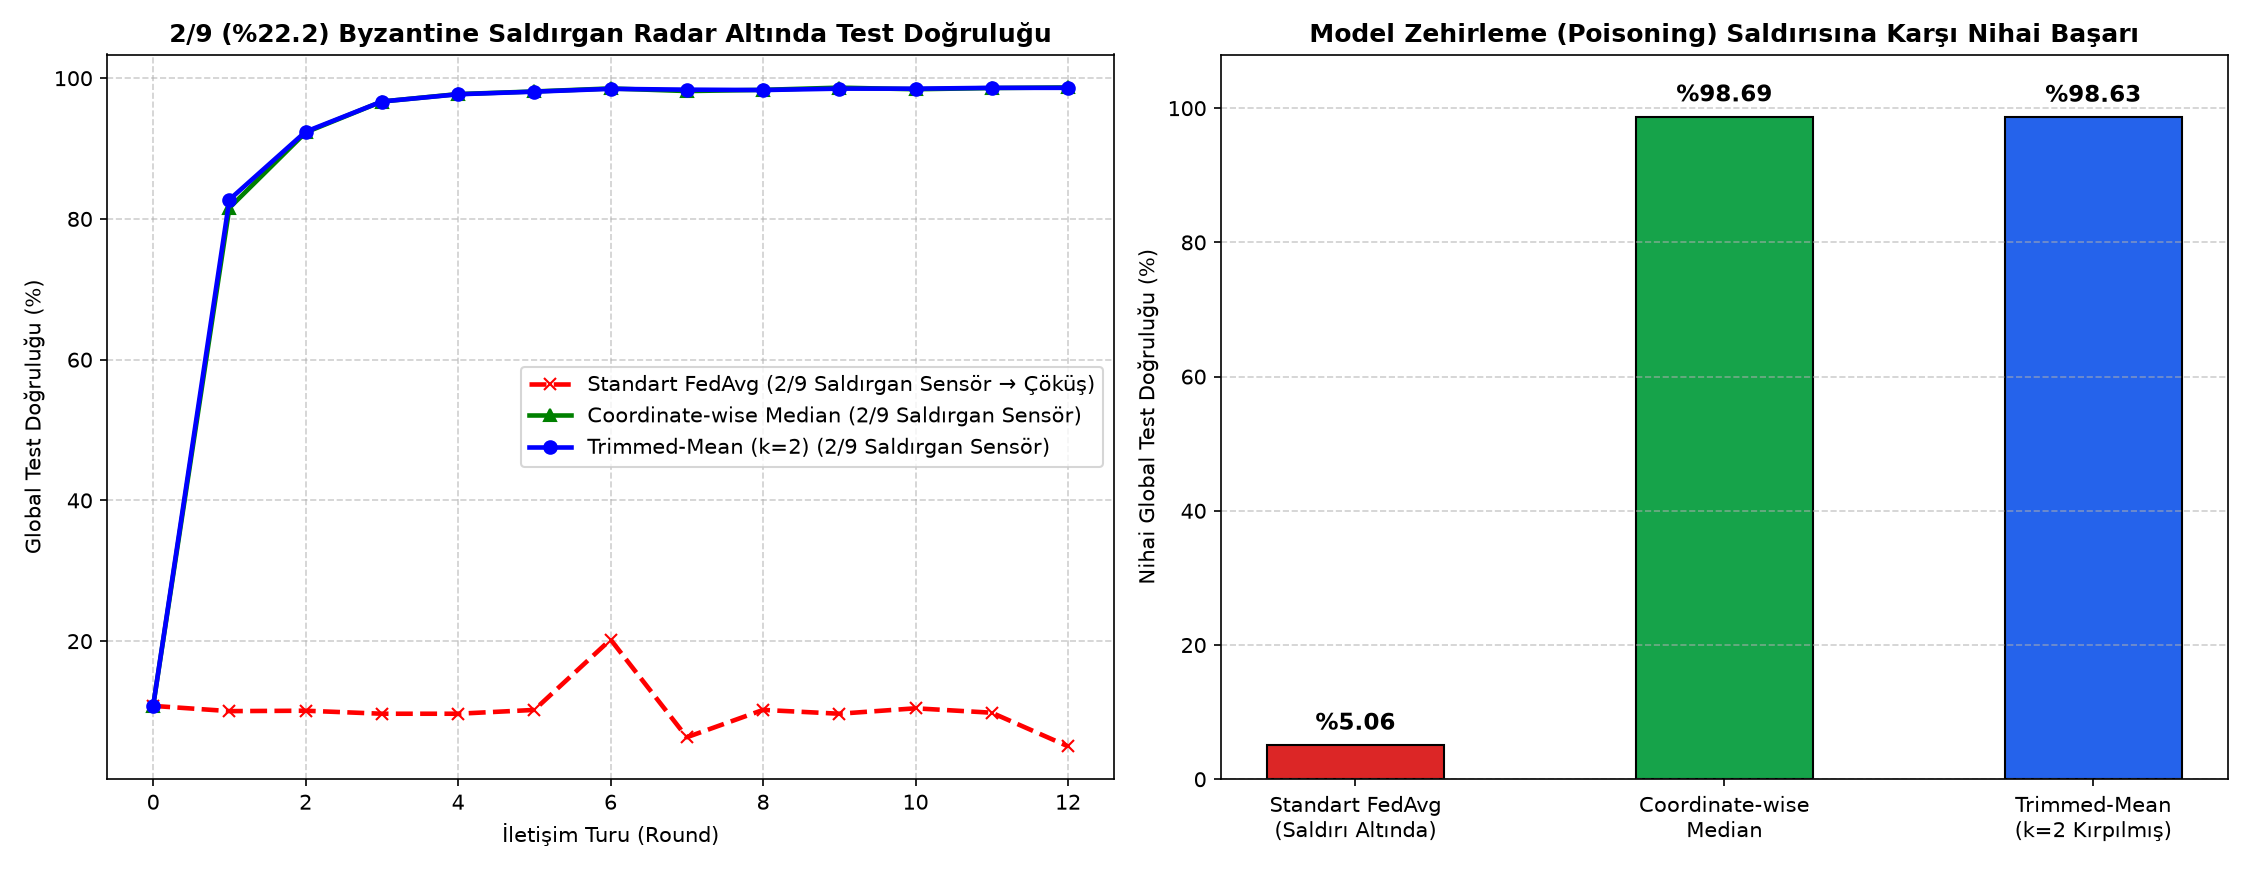 2/9 (%22.2) Byzantine Saldırgan Radar Altında Test Doğruluğu
Global Test Doğruluğu (%)
100
80
60
40
20
Standart FedAvg (2/9 Saldırgan Sensör → Çöküş)
Coordinate-wise Median (2/9 Saldırgan Sensör)
Trimmed-Mean (k=2) (2/9 Saldırgan Sensör)
0 2 4 6 8 10 12
İletişim Turu (Round)
Model Zehirleme (Poisoning) Saldırısına Karşı Nihai Başarı
Nihai Global Test Doğruluğu (%)
100
80
60
40
20
0
%5.06
%98.69
%98.63
Standart FedAvg
(Saldırı Altında)
Coordinate-wise
Median
Trimmed-Mean
(k=2 Kırpılmış)